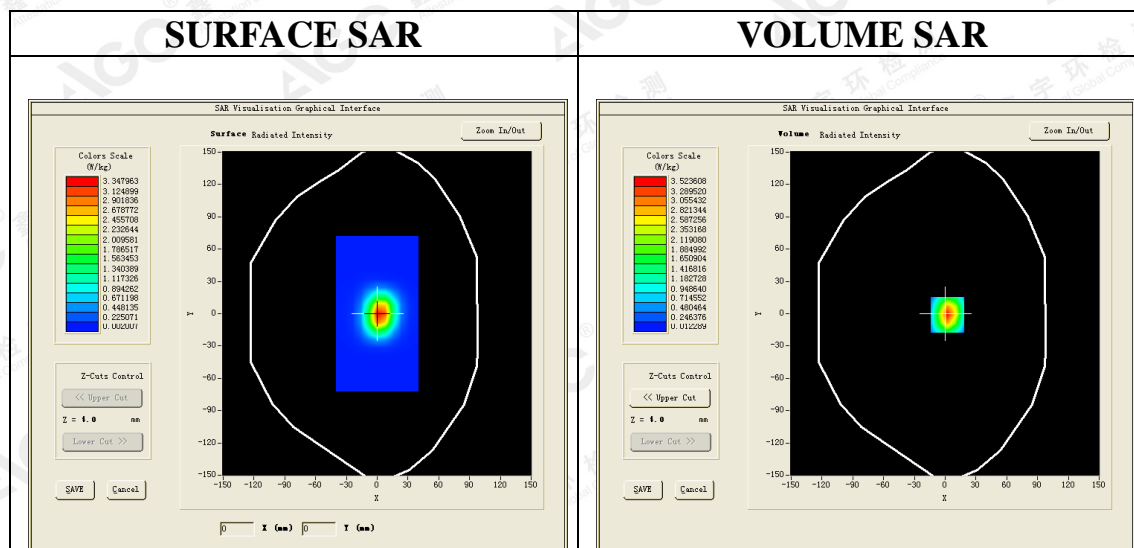 SURFACE SAR
VOLUME SAR
SAR Visualisation Graphical Interface
Surface Radiated Intensity
Zoom In/Out
Colors Scale
(W/kg)
3.347963
3.124899
2.901836
2.678772
2.455708
2.232644
2.009581
1.786517
1.563453
1.340389
1.117326
0.894262
0.671198
0.448135
0.225071
0.002007
150
120
90
60
30
0
-30
-60
-90
-120
-150
Y
-150 -120 -90 -60 -30 0 30 60 90 120 150
X
Z-Cuts Control
<< Upper Cut
Z = 4.0 mm
Lower Cut >>
SAVE Cancel
0 X (mm) 0 Y (mm)
SAR Visualisation Graphical Interface
Volume Radiated Intensity
Zoom In/Out
Colors Scale
(W/kg)
3.523608
3.289520
3.055432
2.821344
2.587256
2.353168
2.119080
1.884992
1.650904
1.416816
1.182728
0.948640
0.714552
0.480464
0.246376
0.012289
150
120
90
60
30
0
-30
-60
-90
-120
-150
Y
-150 -120 -90 -60 -30 0 30 60 90 120 150
X
Z-Cuts Control
<< Upper Cut
Z = 4.0 mm
Lower Cut >>
SAVE Cancel